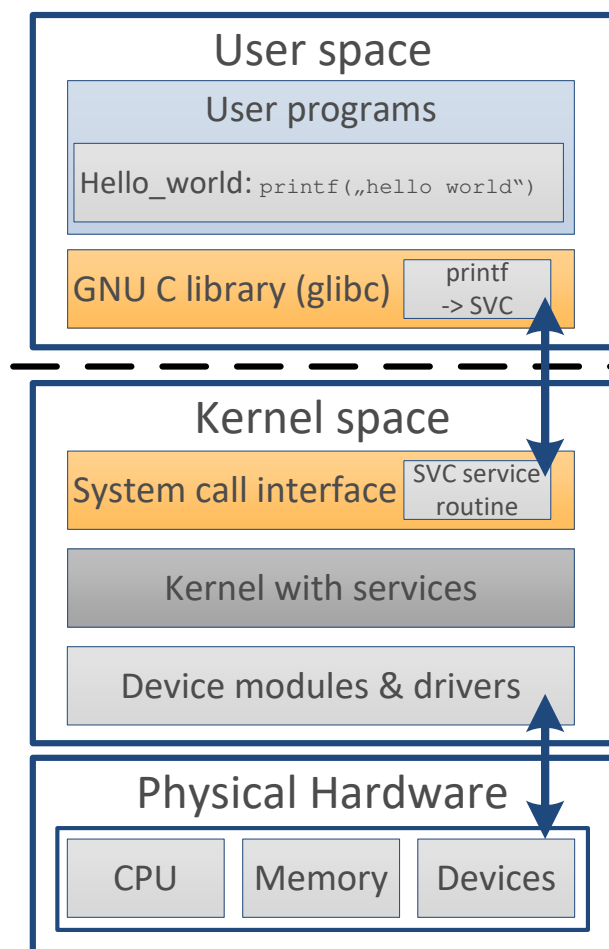 User space
User programs
Hello_world: printf(„hello world“)
GNU C library (glibc)
printf
-> SVC
Kernel space
System call interface
SVC service
routine
Kernel with services
Device modules & drivers
Physical Hardware
CPU
Memory
Devices